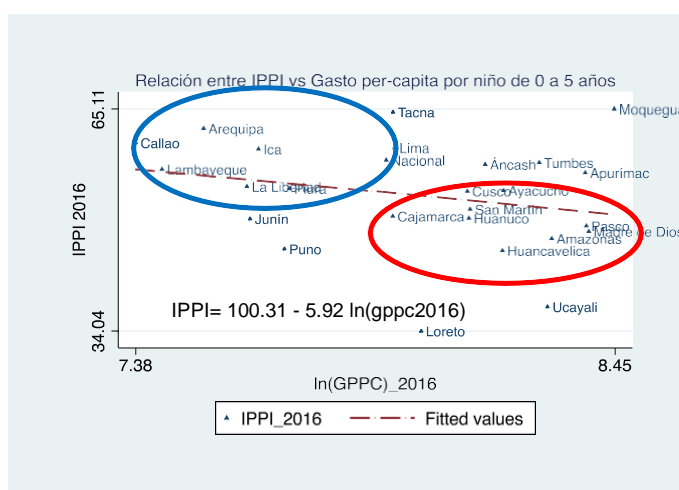 Relación entre IPPI vs Gasto per-capita por niño de 0 a 5 años
65.11
Tacna
Moquegua
Arequipa
Callao
Ica
Lima
Nacional
Áncash
Tumbes
Lambayeque
Apurimac
La Libertad
Piura
Cusco
Ayacucho
San Martín
Cajamarca
Huanuco
Junín
Pasco
Madre de Dios
Amazonas
Puno
Huancavelica
IPPI 2016
IPPI= 100.31 - 5.92 ln(gppc2016)
Ucayali
Loreto
34.04
7.38
8.45
ln(GPPC)_2016
IPPI_2016
Fitted values